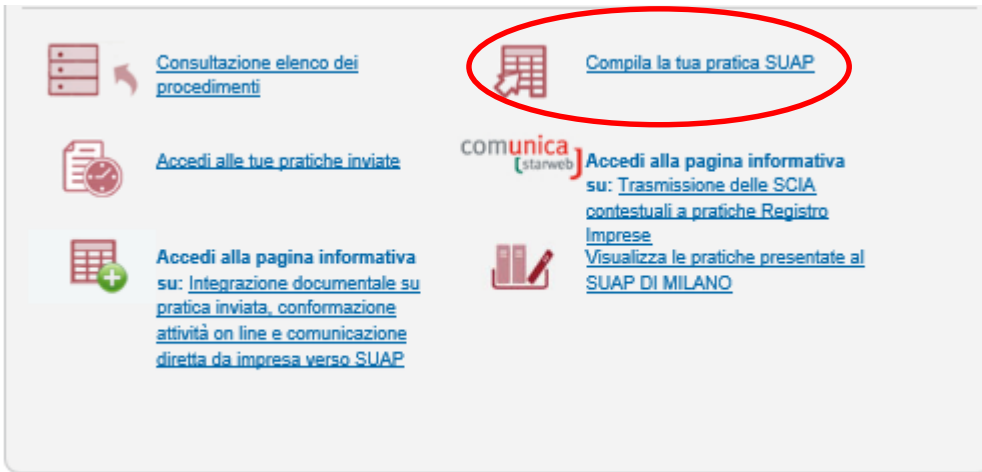 Consultazione elenco dei
procedimenti
Compila la tua pratica SUAP
Accedi alle tue pratiche inviate
comunica
[starweb]
Accedi alla pagina informativa
su: Trasmissione delle SCIA
contestuali a pratiche Registro
Imprese
Accedi alla pagina informativa
su: Integrazione documentale su
pratica inviata, conformazione
attività on line e comunicazione
diretta da impresa verso SUAP
Visualizza le pratiche presentate al
SUAP DI MILANO